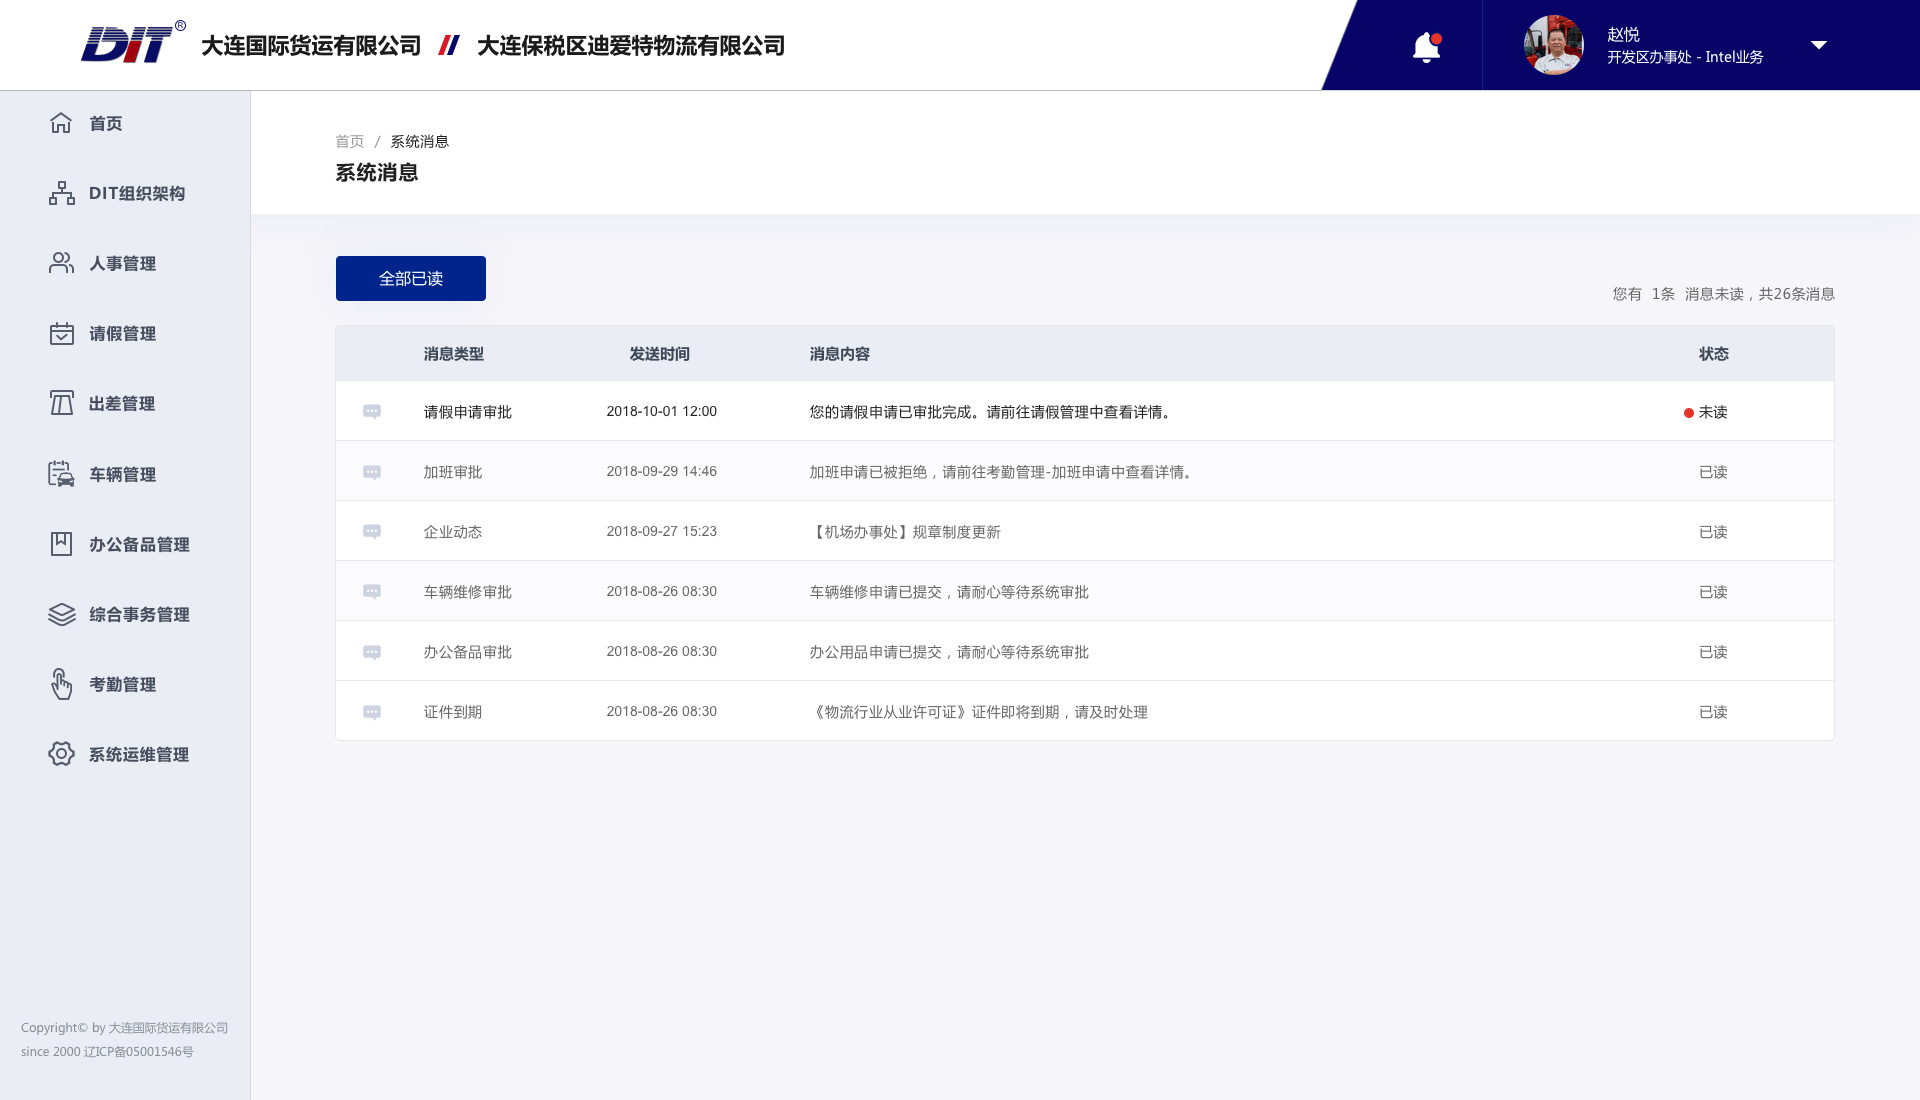 DIT® 大连国际货运有限公司 // 大连保税区迪爱特物流有限公司
赵悦
开发区办事处 - Intel业务
首页
DIT组织架构
人事管理
请假管理
出差管理
车辆管理
办公备品管理
综合事务管理
考勤管理
系统运维管理
Copyright© by 大连国际货运有限公司
since 2000 辽ICP备05001546号
首页 / 系统消息
系统消息
全部已读
您有 1条 消息未读，共26条消息
消息类型 发送时间 消息内容 状态
请假申请审批 2018-10-01 12:00 您的请假申请已审批完成。请前往请假管理中查看详情。 未读
加班审批 2018-09-29 14:46 加班申请已被拒绝，请前往考勤管理-加班申请中查看详情。 已读
企业动态 2018-09-27 15:23 【机场办事处】规章制度更新 已读
车辆维修审批 2018-08-26 08:30 车辆维修申请已提交，请耐心等待系统审批 已读
办公备品审批 2018-08-26 08:30 办公用品申请已提交，请耐心等待系统审批 已读
证件到期 2018-08-26 08:30 《物流行业从业许可证》证件即将到期，请及时处理 已读